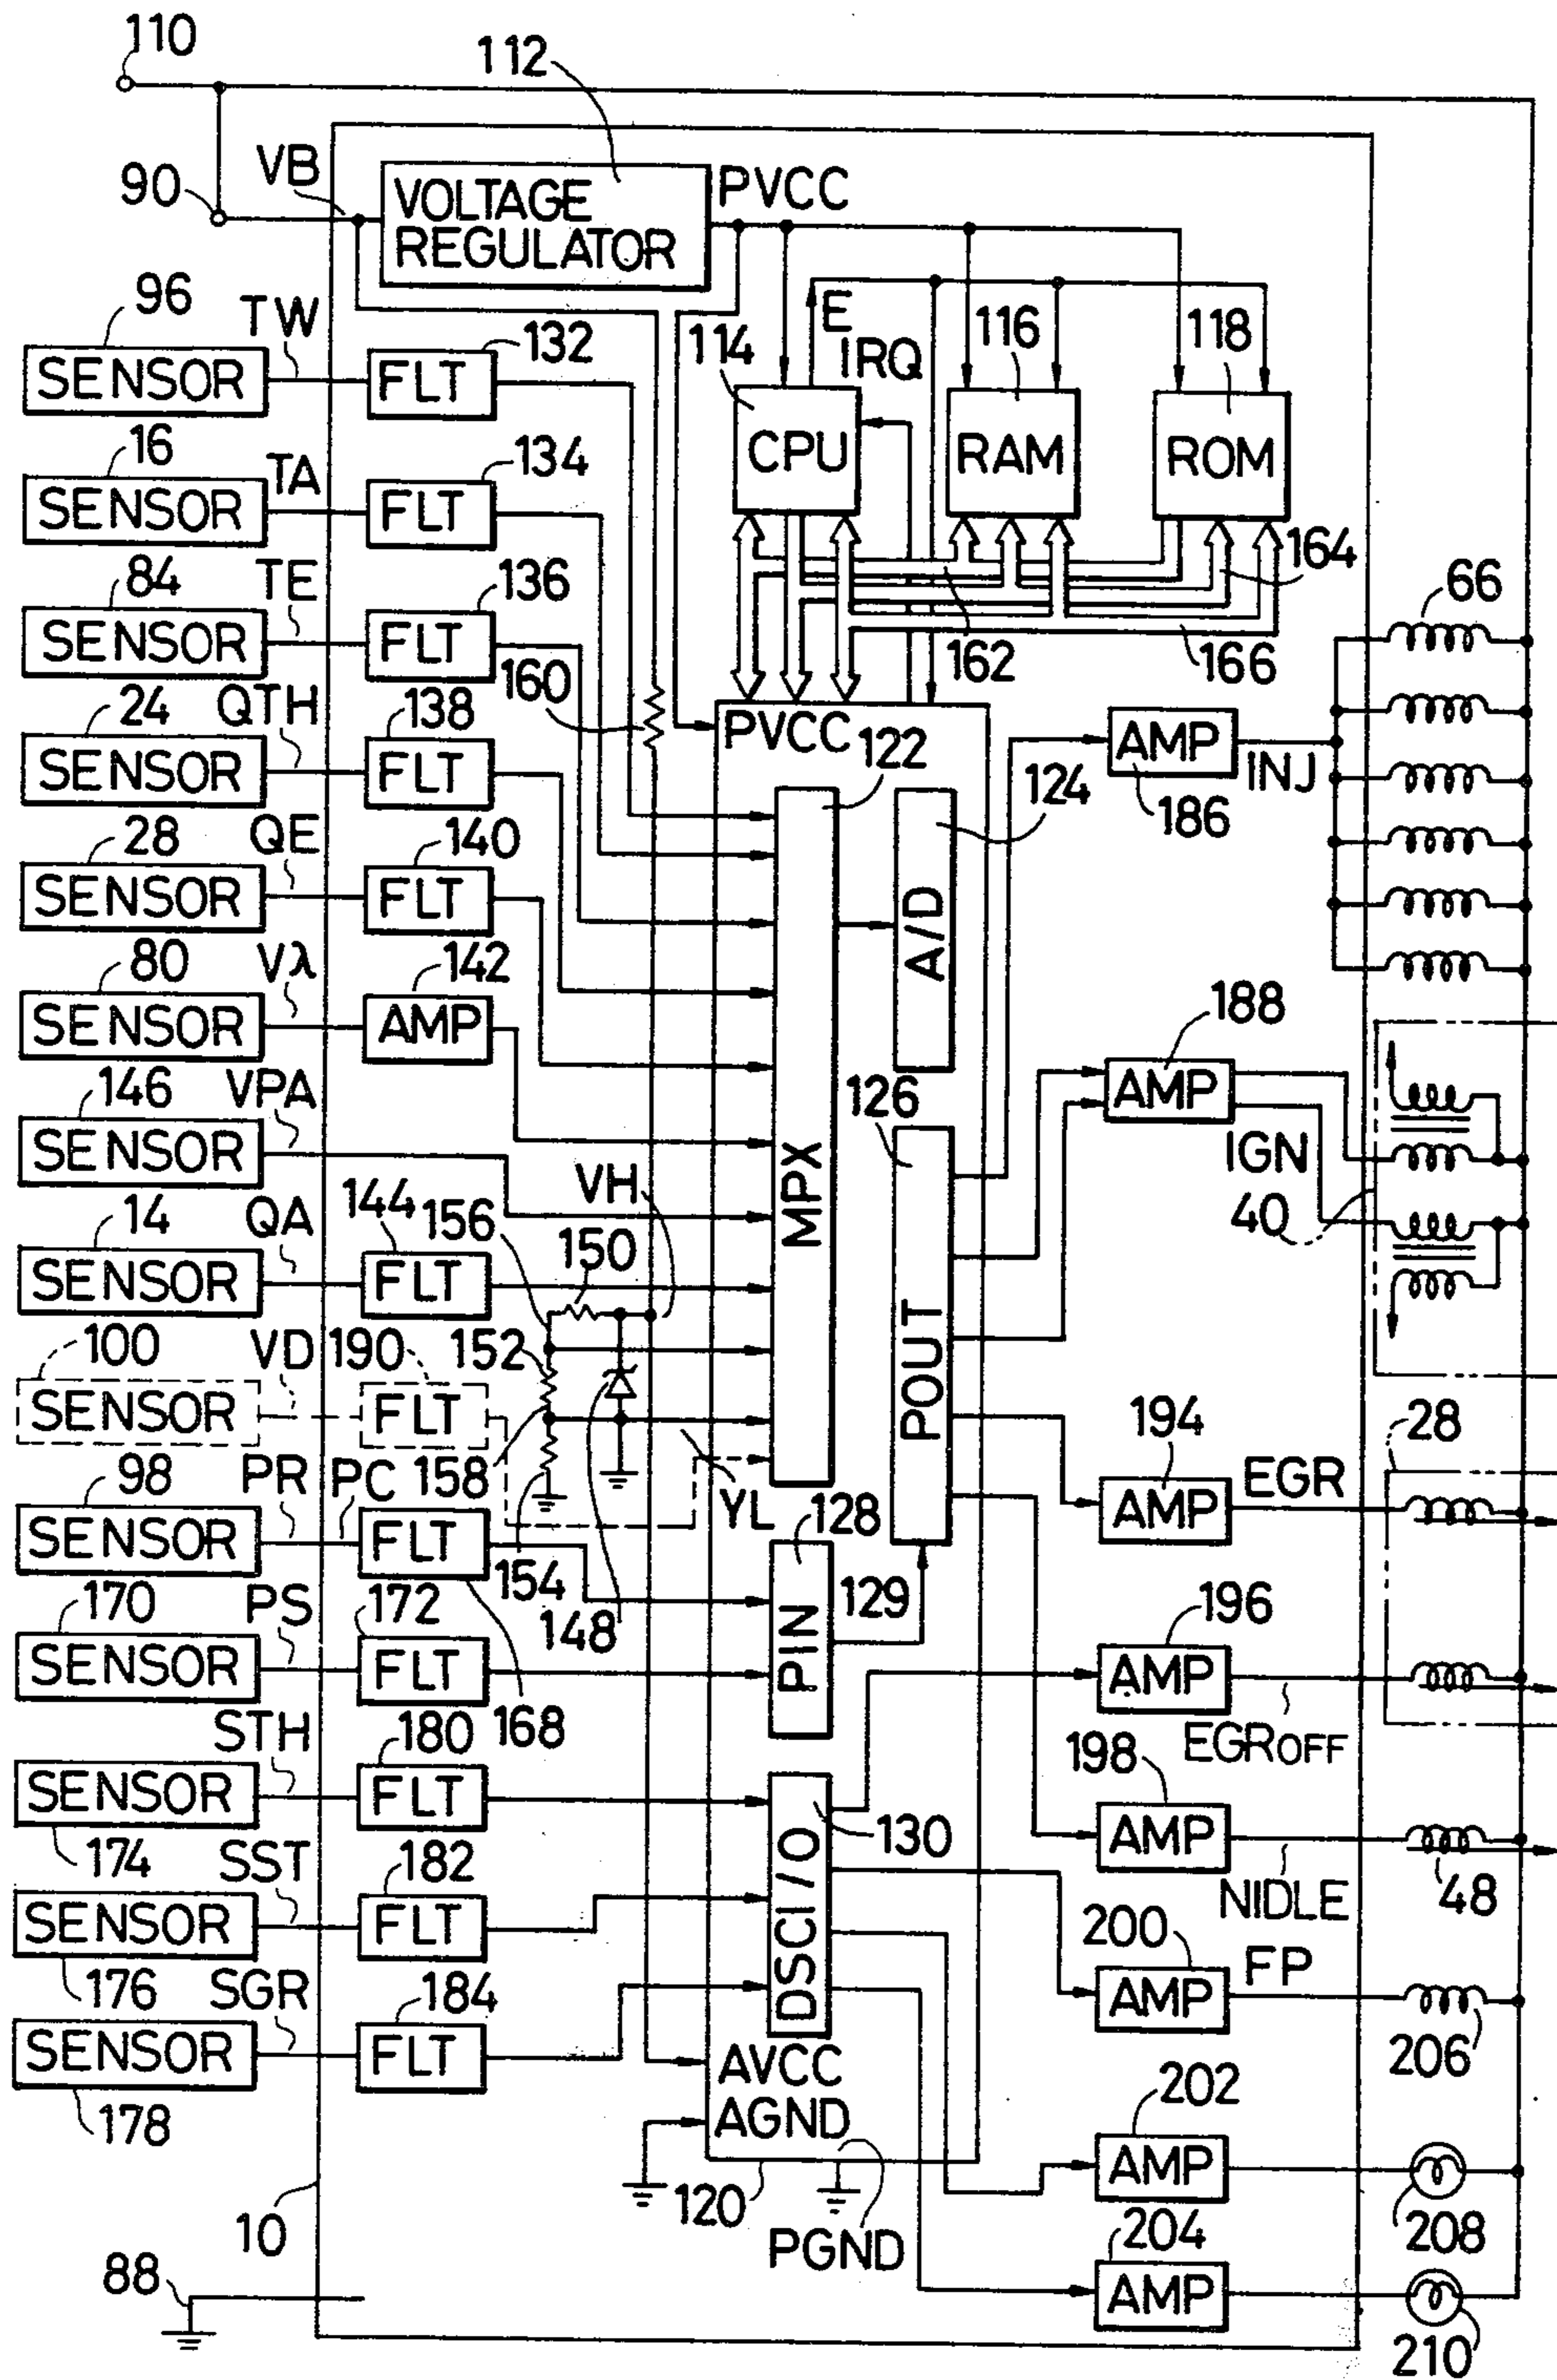 110
112
VB
90
VOLTAGE
REGULATOR
PVCC
96
TW
SENSOR
132
FLT
114
E
IRQ
116
118
CPU
RAM
ROM
16
TA
SENSOR
134
FLT
164
84
TE
SENSOR
136
FLT
160
162
166
66
24
QTH
SENSOR
138
FLT
PVCC
122
124
AMP
INJ
186
28
QE
SENSOR
140
FLT
A/D
80
Vλ
SENSOR
142
AMP
188
AMP
146
VPA
SENSOR
MPX
126
IGN
40
14
QA
SENSOR
144
FLT
156
150
VH
100
VD
SENSOR
190
FLT
152
158
YL
POUT
194
AMP
EGR
28
98
PR
PC
SENSOR
FLT
154
148
128
129
PIN
170
PS
SENSOR
172
FLT
168
196
AMP
EGROFF
STH
SENSOR
174
180
FLT
130
DSCI/O
198
AMP
NIDLE
48
SST
SENSOR
176
182
FLT
200
AMP
FP
206
SGR
SENSOR
178
184
FLT
AVCC
AGND
120
PGND
202
AMP
208
10
88
204
AMP
210